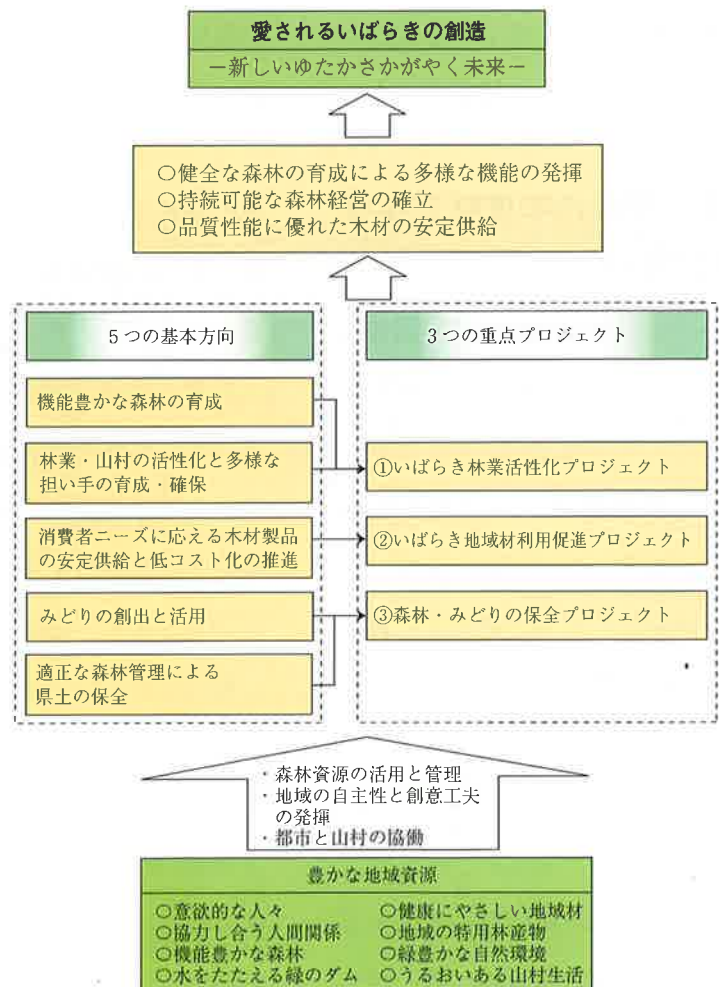 愛されるいばらきの創造
－新しいゆたかさかがやく未来－
○健全な森林の育成による多様な機能の発揮
○持続可能な森林経営の確立
○品質性能に優れた木材の安定供給
5つの基本方向
機能豊かな森林の育成
林業・山村の活性化と多様な
担い手の育成・確保
消費者ニーズに応える木材製品
の安定供給と低コスト化の推進
みどりの創出と活用
適正な森林管理による
県土の保全
3つの重点プロジェクト
①いばらき林業活性化プロジェクト
②いばらき地域材利用促進プロジェクト
③森林・みどりの保全プロジェクト
・森林資源の活用と管理
・地域の自主性と創意工夫
の発揮
・都市と山村の協働
豊かな地域資源
○意欲的な人々
○協力し合う人間関係
○機能豊かな森林
○水をたたえる緑のダム
○健康にやさしい地域材
○地域の特用林産物
○緑豊かな自然環境
○うるおいある山村生活